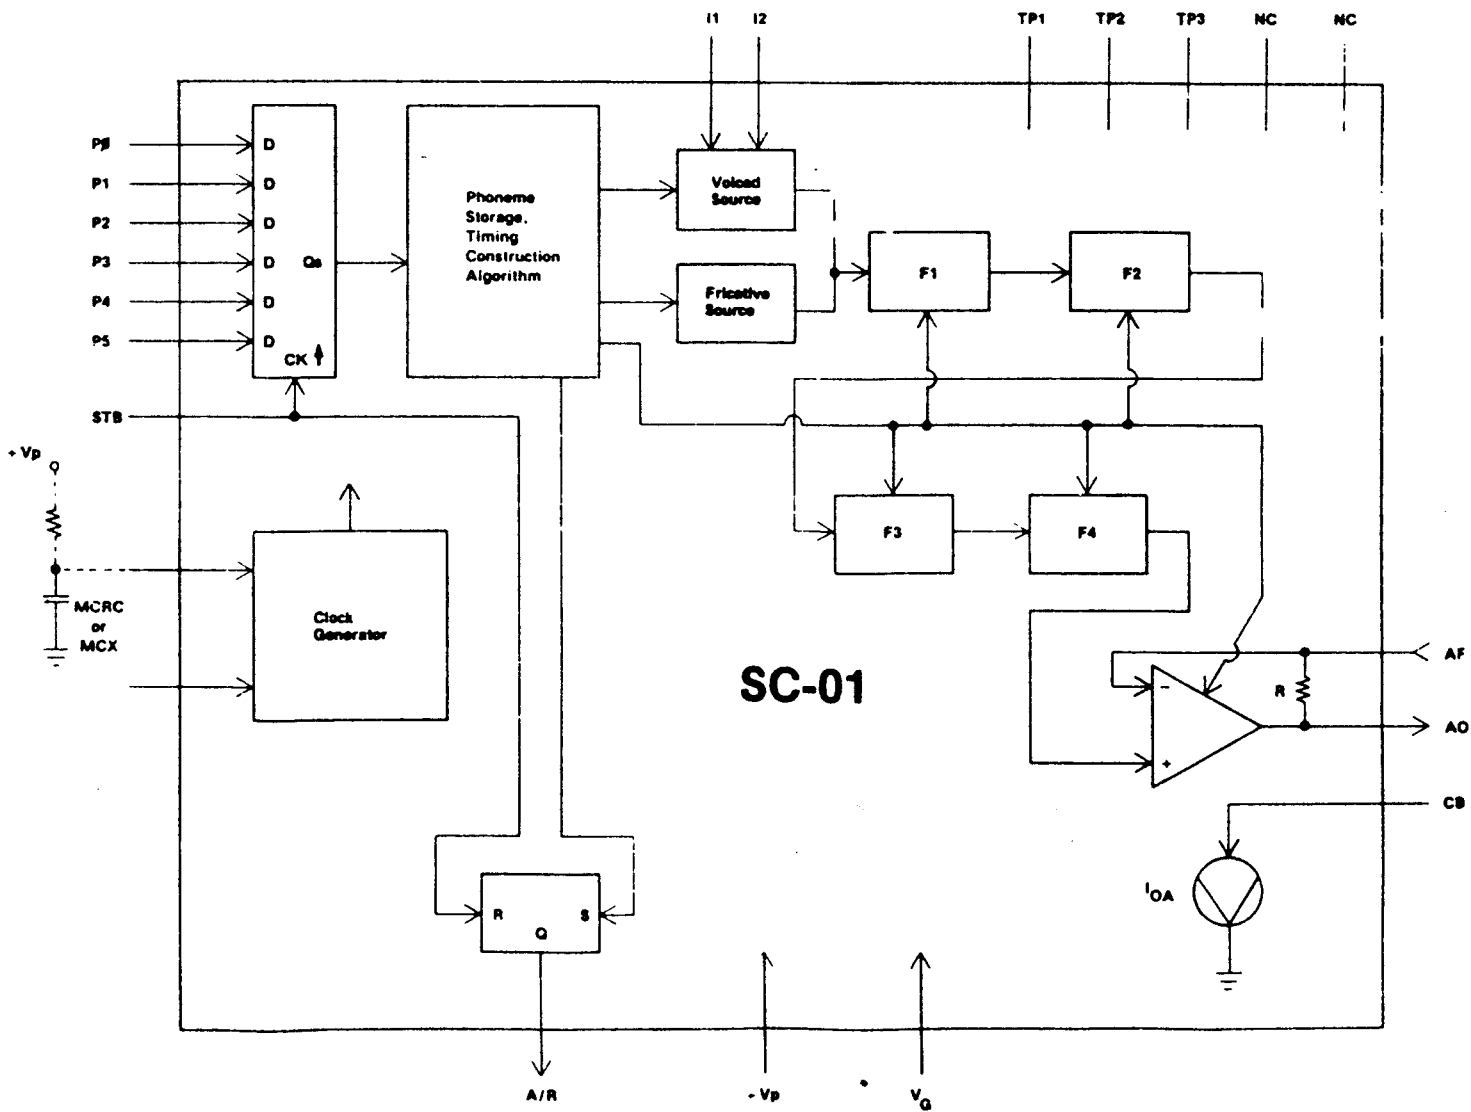 I1 I2 TP1 TP2 TP3 NC NC
PØ D
P1 D
P2 D
P3 D Qs
P4 D
P5 D
CK
STB
Phoneme
Storage,
Timing
Construction
Algorithm
Voiced
Source
Fricative
Source
F1 F2
F3 F4
+ Vp
MCRC
or
MCX
Clock
Generator
SC-01
AF
R
AO
−
+
CB
IOA
R S
Q
A/R - Vp VG